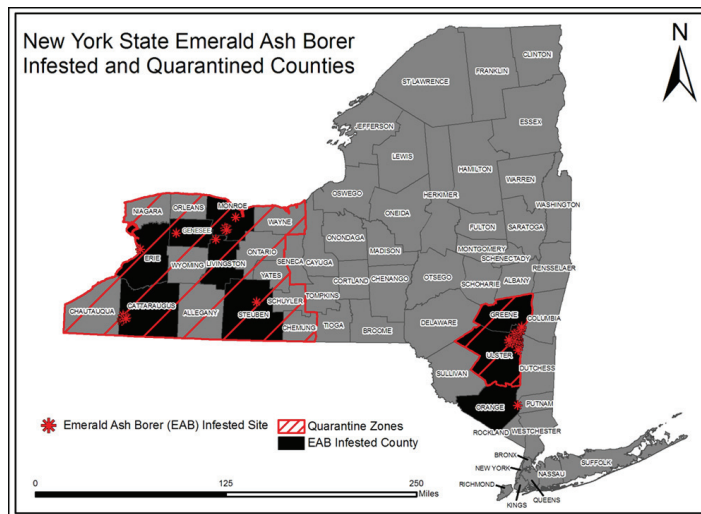 New York State Emerald Ash Borer
Infested and Quarantined Counties
N
CLINTON
FRANKLIN
ST LAWRENCE
ESSEX
JEFFERSON
LEWIS
HAMILTON
WARREN
WASHINGTON
OSWEGO
HERKIMER
ONEIDA
FULTON
SARATOGA
MONTGOMERY
SCHENECTADY
RENSSELAER
ALBANY
SCHOHARIE
OTSEGO
MADISON
ONONDAGA
CAYUGA
SENECA
CORTLAND
CHENANGO
NIAGARA
ORLEANS
MONROE
WAYNE
GENESEE
ERIE
WYOMING
LIVINGSTON
ONTARIO
YATES
SCHUYLER
TOMPKINS
CHAUTAUQUA
CATTARAUGUS
ALLEGANY
STEUBEN
CHEMUNG
TIOGA
BROOME
DELAWARE
GREENE
COLUMBIA
ULSTER
DUTCHESS
SULLIVAN
ORANGE
PUTNAM
ROCKLAND
WESTCHESTER
BRONX
NEW YORK
RICHMOND
KINGS
QUEENS
NASSAU
SUFFOLK
Emerald Ash Borer (EAB) Infested Site
Quarantine Zones
EAB Infested County
0
125
250
Miles